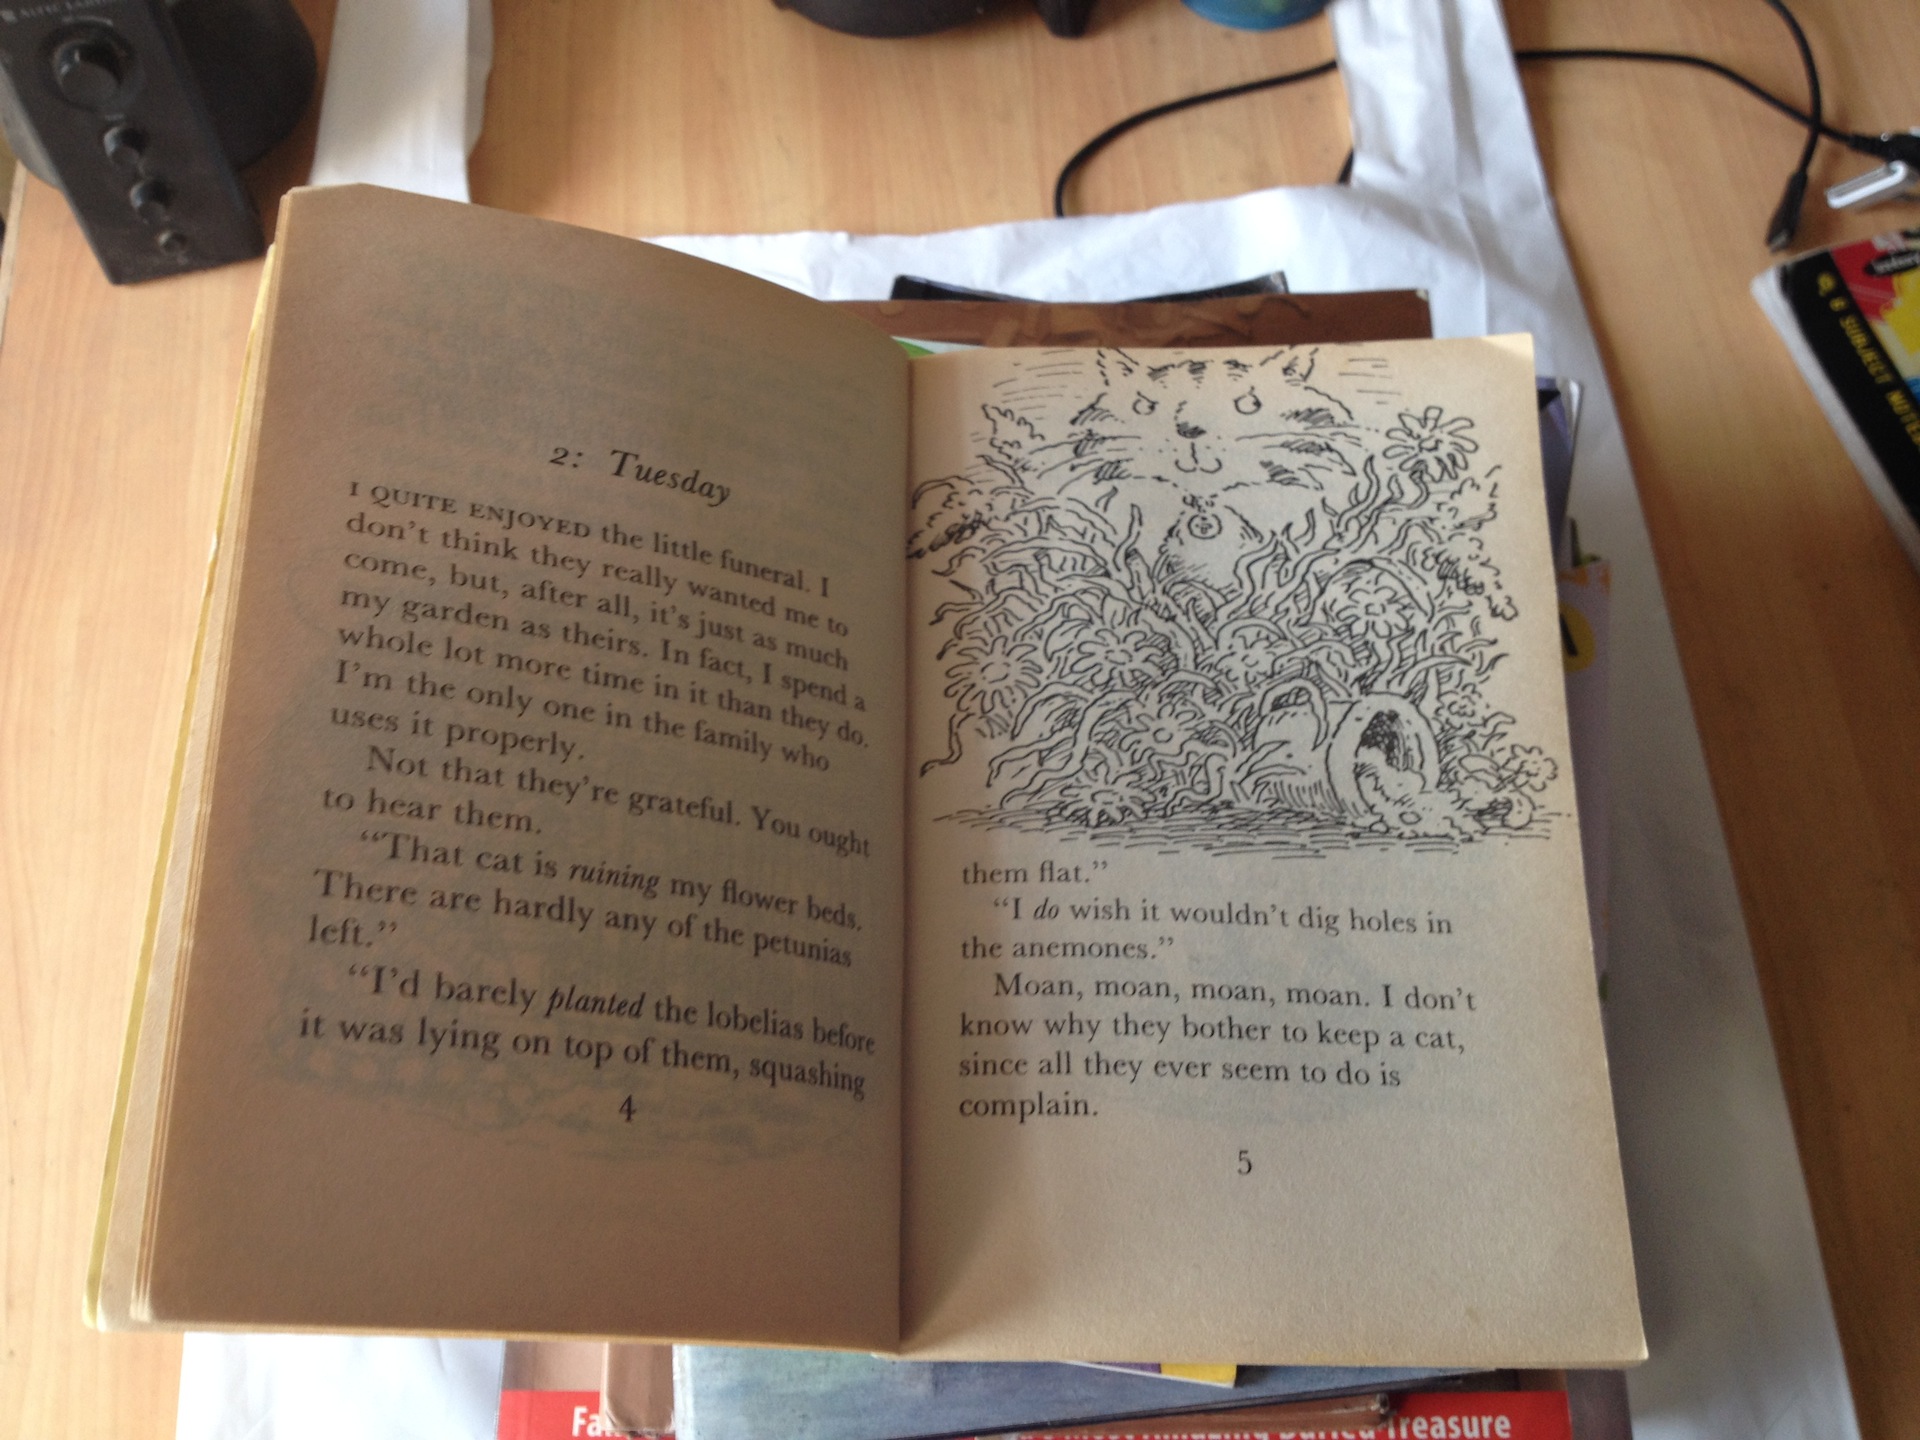 ALTEC LANSING
2: Tuesday
I QUITE ENJOYED the little funeral. I
don't think they really wanted me to
come, but, after all, it's just as much
my garden as theirs. In fact, I spend a
whole lot more time in it than they do.
I'm the only one in the family who
uses it properly.
Not that they're grateful. You ought
to hear them.
“That cat is ruining my flower beds.
There are hardly any of the petunias
left.”
“I'd barely planted the lobelias before
it was lying on top of them, squashing
4
them flat.”
“I do wish it wouldn't dig holes in
the anemones.”
Moan, moan, moan, moan. I don't
know why they bother to keep a cat,
since all they ever seem to do is
complain.
5
SUBJECT
Treasure